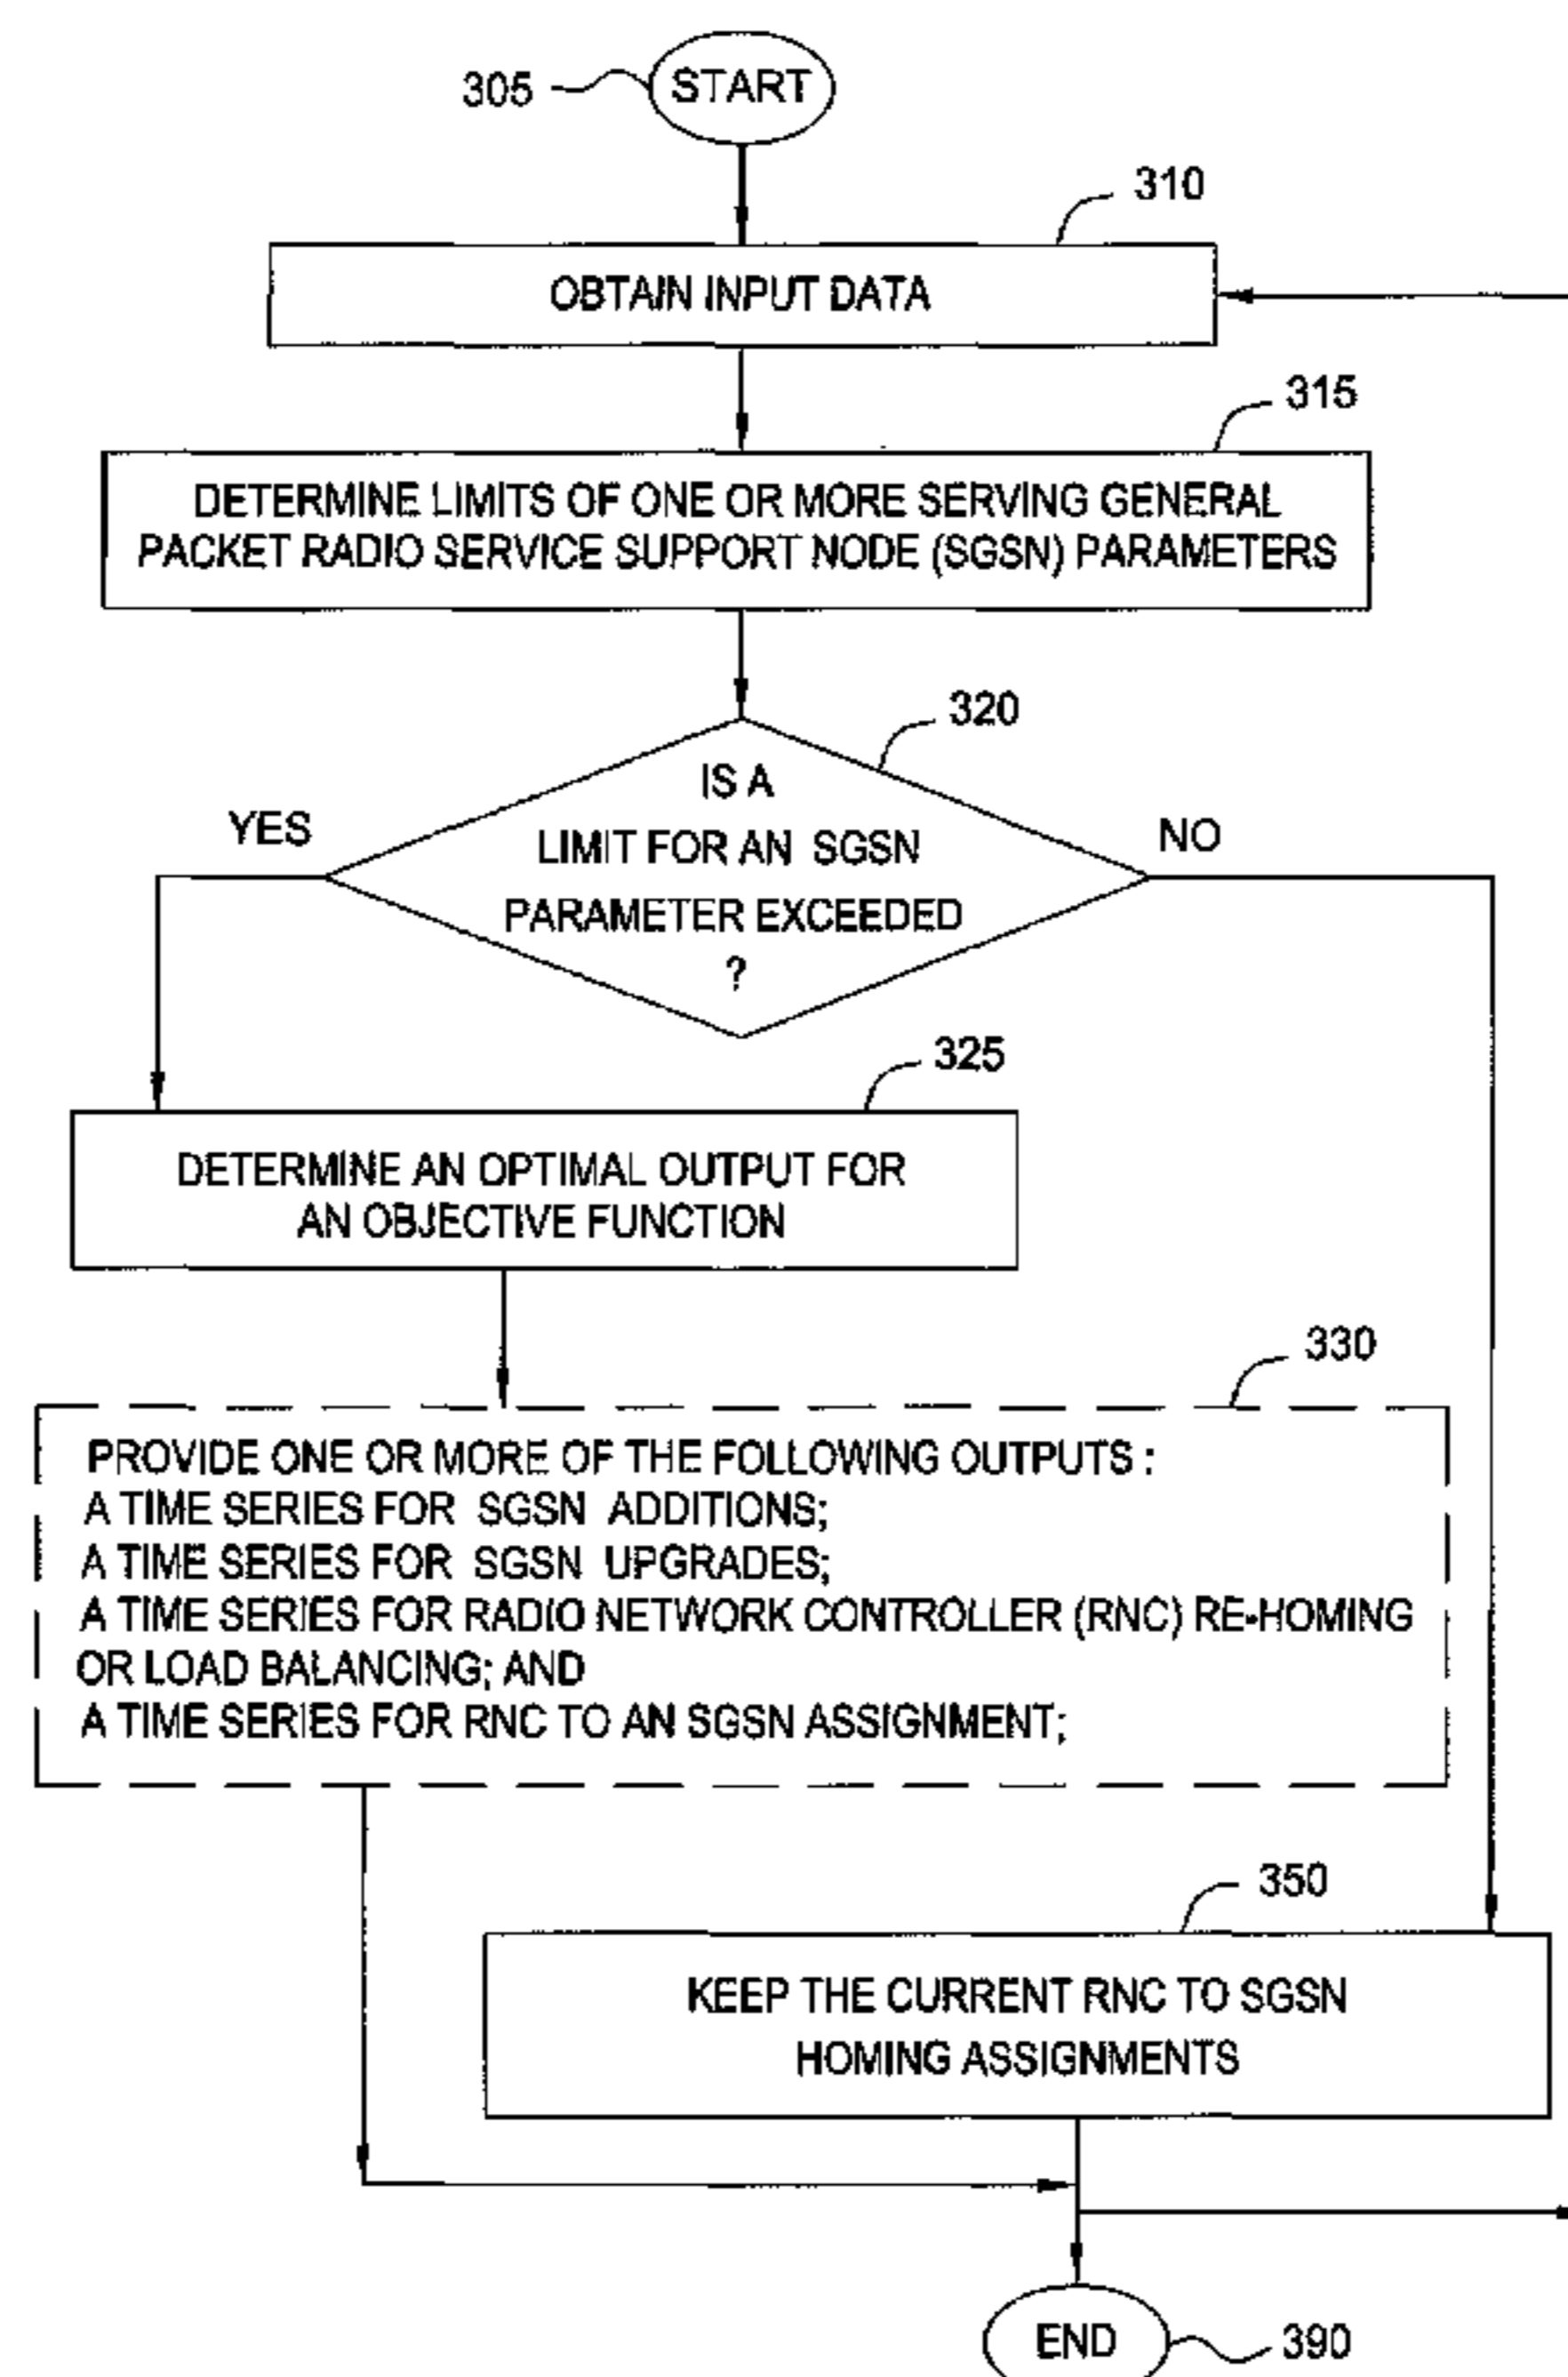 305
START
310
OBTAIN INPUT DATA
315
DETERMINE LIMITS OF ONE OR MORE SERVING GENERAL
PACKET RADIO SERVICE SUPPORT NODE (SGSN) PARAMETERS
320
IS A
LIMIT FOR AN SGSN
PARAMETER EXCEEDED
?
YES
NO
325
DETERMINE AN OPTIMAL OUTPUT FOR
AN OBJECTIVE FUNCTION
330
PROVIDE ONE OR MORE OF THE FOLLOWING OUTPUTS :
A TIME SERIES FOR SGSN ADDITIONS;
A TIME SERIES FOR SGSN UPGRADES;
A TIME SERIES FOR RADIO NETWORK CONTROLLER (RNC) RE-HOMING
OR LOAD BALANCING; AND
A TIME SERIES FOR RNC TO AN SGSN ASSIGNMENT;
350
KEEP THE CURRENT RNC TO SGSN
HOMING ASSIGNMENTS
END
390